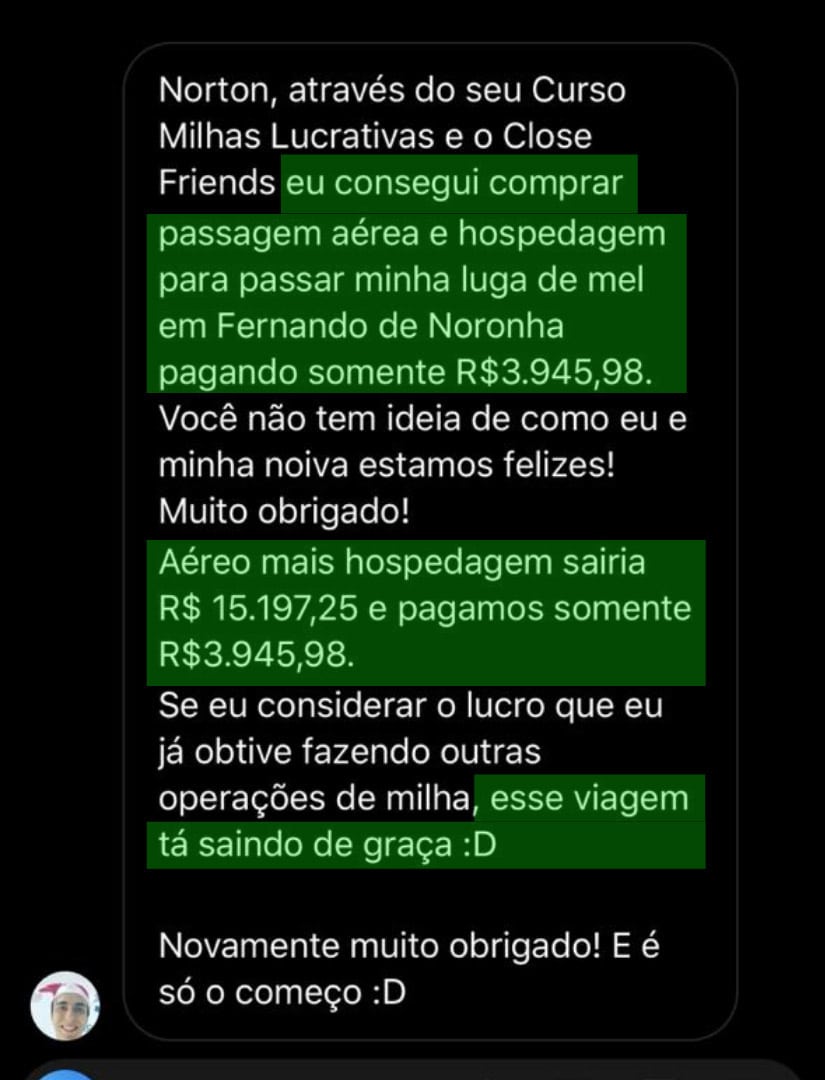 Norton, através do seu Curso
Milhas Lucrativas e o Close
Friends eu consegui comprar
passagem aérea e hospedagem
para passar minha luga de mel
em Fernando de Noronha
pagando somente R$3.945,98.
Você não tem ideia de como eu e
minha noiva estamos felizes!
Muito obrigado!
Aéreo mais hospedagem sairia
R$ 15.197,25 e pagamos somente
R$3.945,98.
Se eu considerar o lucro que eu
já obtive fazendo outras
operações de milha, esse viagem
tá saindo de graça :D
Novamente muito obrigado! E é
só o começo :D